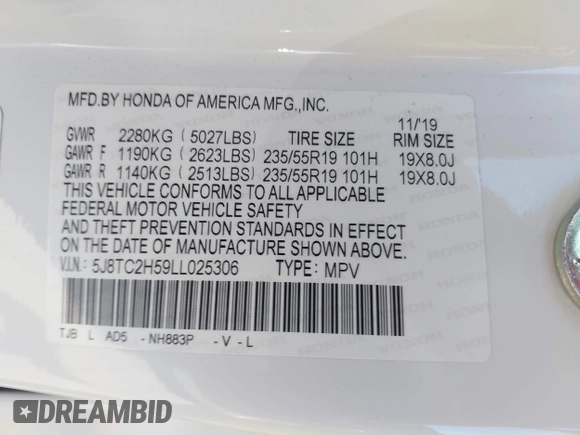 MFD.BY HONDA OF AMERICA MFG.,INC.
11/19
GVWR 2280KG (5027LBS) TIRE SIZE RIM SIZE
GAWR F 1190KG (2623LBS) 235/55R19 101H 19X8.0J
GAWR R 1140KG (2513LBS) 235/55R19 101H 19X8.0J
THIS VEHICLE CONFORMS TO ALL APPLICABLE
FEDERAL MOTOR VEHICLE SAFETY
AND THEFT PREVENTION STANDARDS IN EFFECT
ON THE DATE OF MANUFACTURE SHOWN ABOVE.
V.I.N.: 5J8TC2H59LL025306 TYPE: MPV
TJB L AD5 -NH883P -V-L
DREAMBID